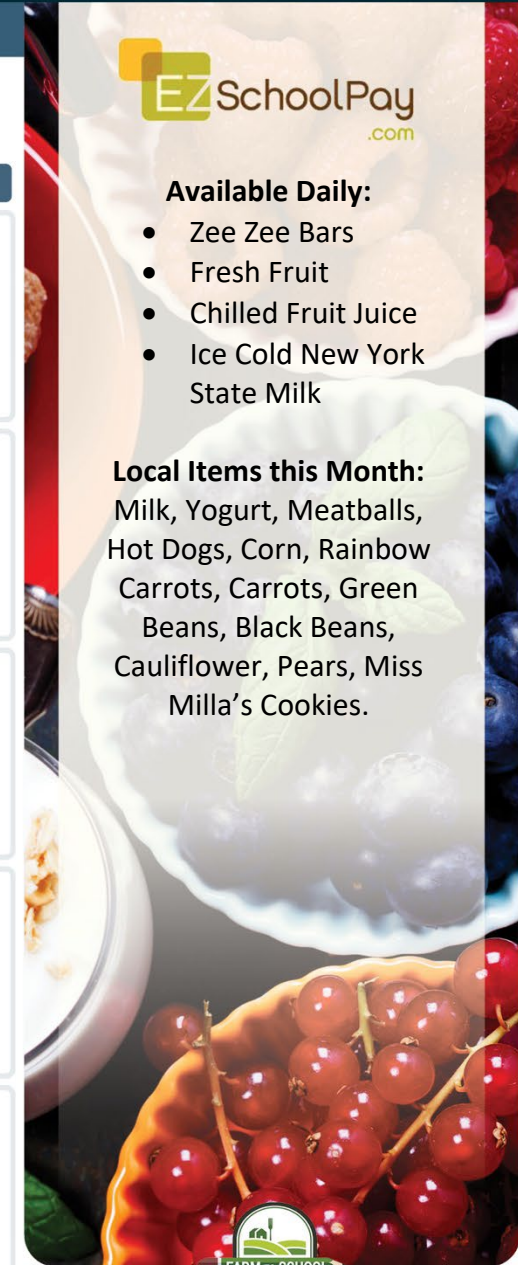 EZSchoolPay
.com
Available Daily:
• Zee Zee Bars
• Fresh Fruit
• Chilled Fruit Juice
• Ice Cold New York
State Milk
Local Items this Month:
Milk, Yogurt, Meatballs,
Hot Dogs, Corn, Rainbow
Carrots, Carrots, Green
Beans, Black Beans,
Cauliflower, Pears, Miss
Milla’s Cookies.